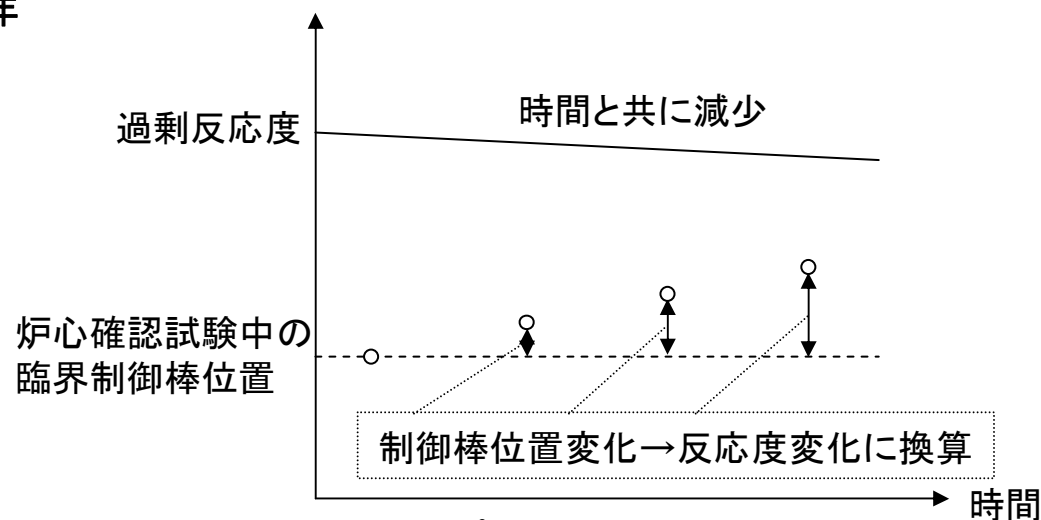 時間と共に減少
過剰反応度
炉心確認試験中の
臨界制御棒位置
制御棒位置変化→反応度変化に換算
時間